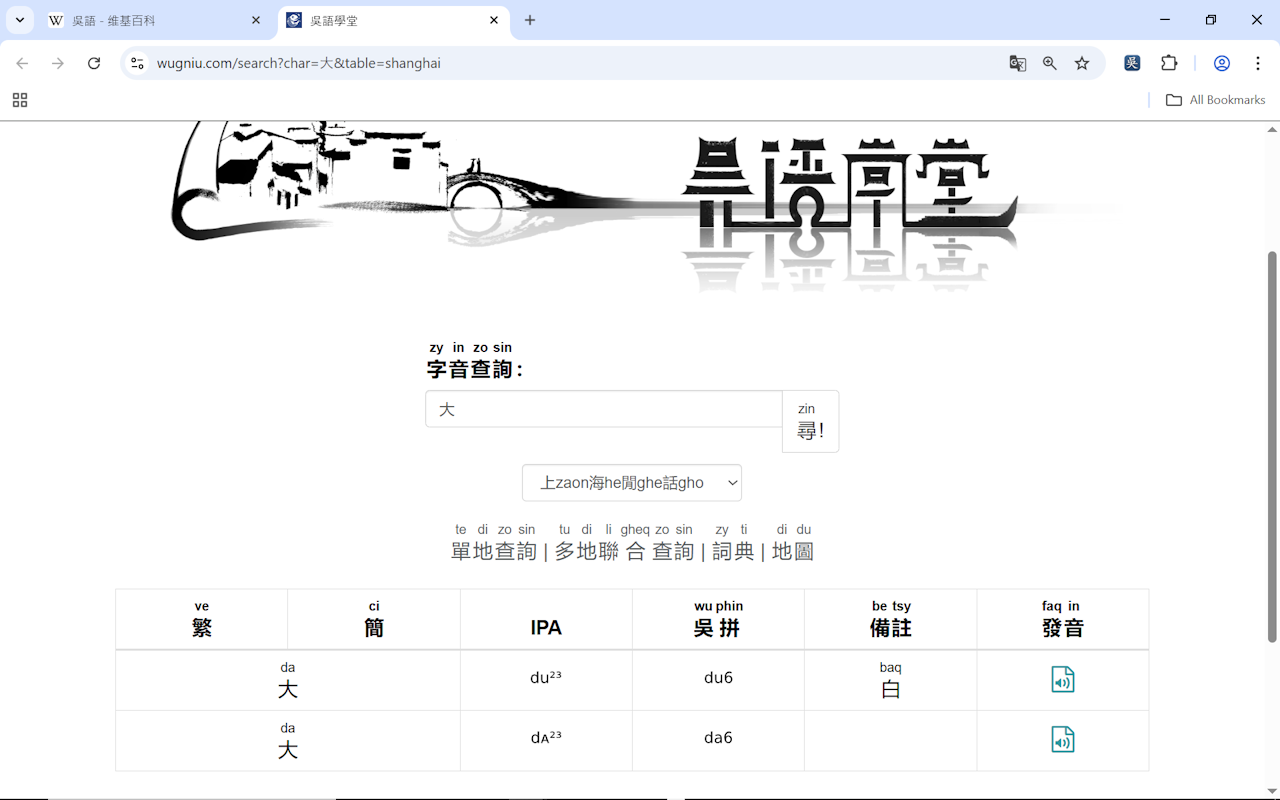 吳語 - 維基百科
吳語學堂
wugniu.com/search?char=大&table=shanghai
吳
All Bookmarks
吳語學堂
zy in zo sin
字音查詢：
大
zin
尋！
上zaon海he閒ghe話gho
te di zo sin tu di li gheq zo sin zy ti di du
單地查詢 | 多地聯合查詢 | 詞典 | 地圖
ve ci wu phin be tsy faq in
繁 簡 IPA 吳拼 備註 發音
da baq
大 du²³ du6 白
da
大 dᴀ²³ da6